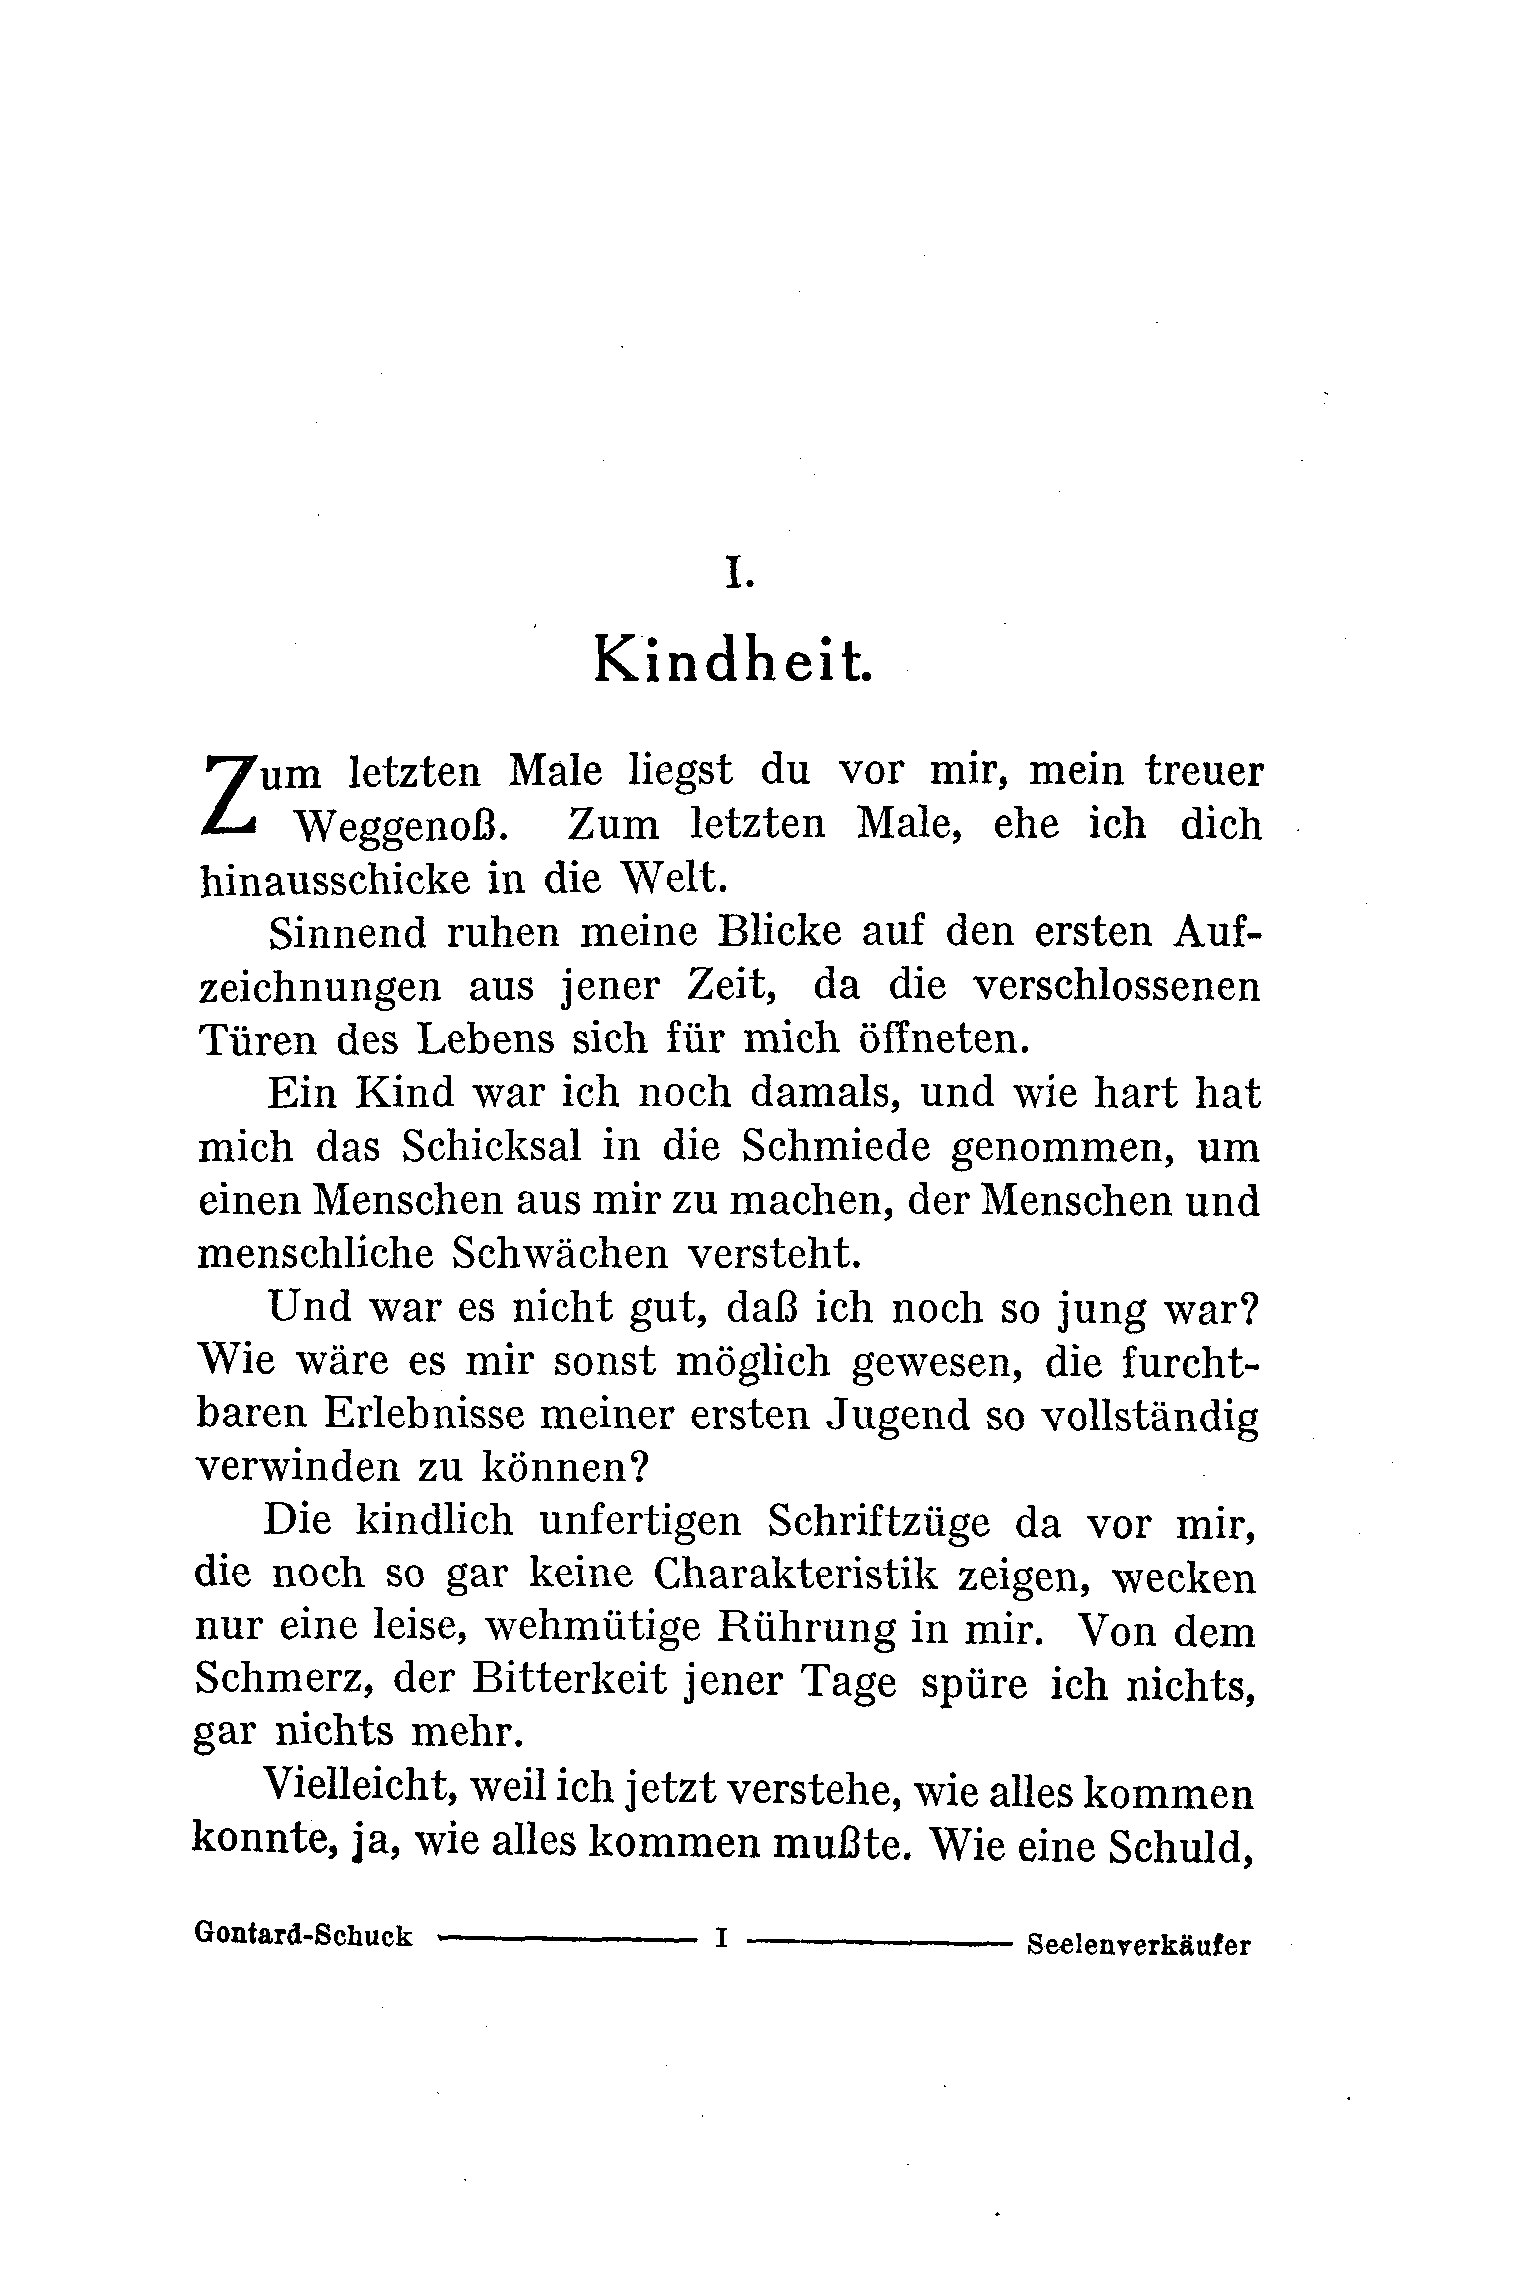 I.
Kindheit.
Zum letzten Male liegst du vor mir, mein treuer
Weggenoß. Zum letzten Male, ehe ich dich
hinausschicke in die Welt.
Sinnend ruhen meine Blicke auf den ersten Auf-
zeichnungen aus jener Zeit, da die verschlossenen
Türen des Lebens sich für mich öffneten.
Ein Kind war ich noch damals, und wie hart hat
mich das Schicksal in die Schmiede genommen, um
einen Menschen aus mir zu machen, der Menschen und
menschliche Schwächen versteht.
Und war es nicht gut, daß ich noch so jung war?
Wie wäre es mir sonst möglich gewesen, die furcht-
baren Erlebnisse meiner ersten Jugend so vollständig
verwinden zu können?
Die kindlich unfertigen Schriftzüge da vor mir,
die noch so gar keine Charakteristik zeigen, wecken
nur eine leise, wehmütige Rührung in mir. Von dem
Schmerz, der Bitterkeit jener Tage spüre ich nichts,
gar nichts mehr.
Vielleicht, weil ich jetzt verstehe, wie alles kommen
konnte, ja, wie alles kommen mußte. Wie eine Schuld,
Gontard-Schuck — I — Seelenverkäufer